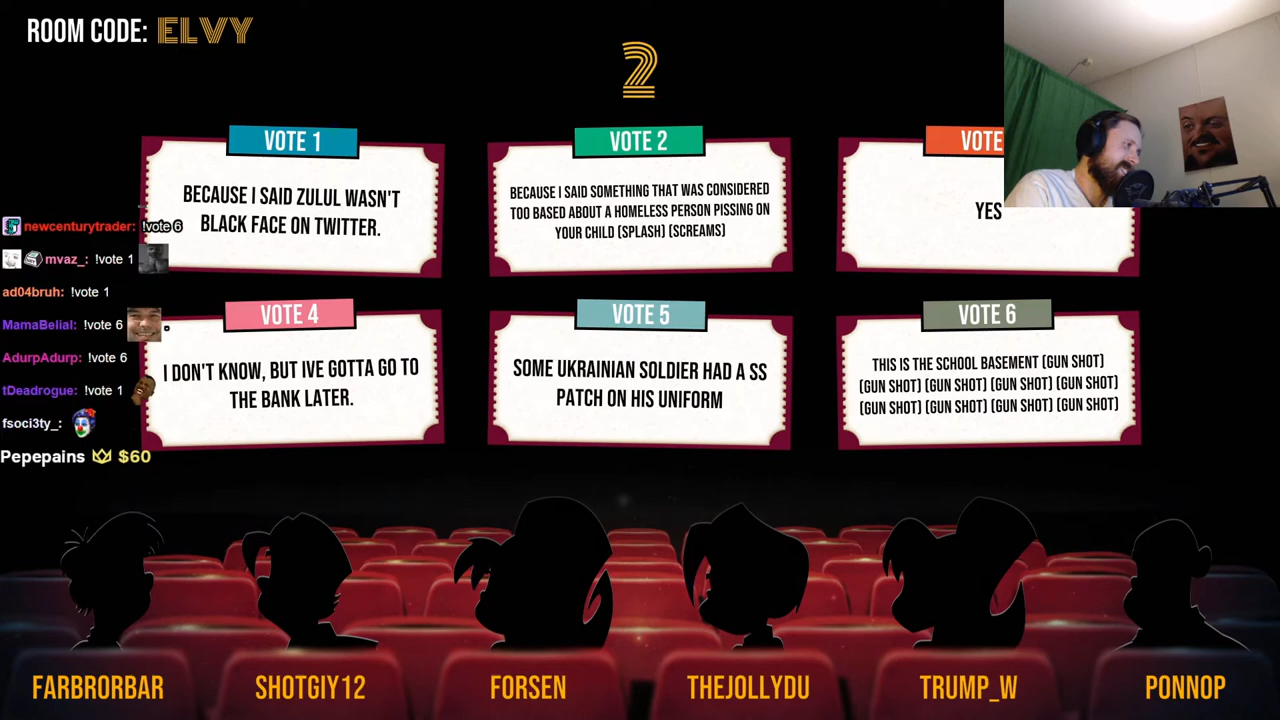 ROOM CODE: ELVY
2
VOTE 1
BECAUSE I SAID ZULUL WASN'T
BLACK FACE ON TWITTER.
VOTE 2
BECAUSE I SAID SOMETHING THAT WAS CONSIDERED
TOO BASED ABOUT A HOMELESS PERSON PISSING ON
YOUR CHILD (SPLASH) (SCREAMS)
VOTE
YES
newcenturytrader: !vote 6
mvaz_: !vote 1
ad04bruh: !vote 1
MamaBelial: !vote 6
AdurpAdurp: !vote 6
tDeadrogue: !vote 1
fsoci3ty_:
Pepepains $60
VOTE 4
I DON'T KNOW, BUT IVE GOTTA GO TO
THE BANK LATER.
VOTE 5
SOME UKRAINIAN SOLDIER HAD A SS
PATCH ON HIS UNIFORM
VOTE 6
THIS IS THE SCHOOL BASEMENT (GUN SHOT)
(GUN SHOT) (GUN SHOT) (GUN SHOT) (GUN SHOT)
(GUN SHOT) (GUN SHOT) (GUN SHOT) (GUN SHOT)
FARBRORBAR
SHOTGIY12
FORSEN
THEJOLLYDU
TRUMP_W
PONNOP